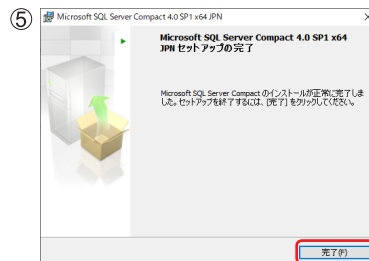 ⑤
Microsoft SQL Server Compact 4.0 SP1 x64 JPN
Microsoft SQL Server Compact 4.0 SP1 x64
JPN セットアップの完了
Microsoft SQL Server Compact のインストールが正常に完了しま
した。セットアップを終了するには、[完了] をクリックしてください。
完了(F)